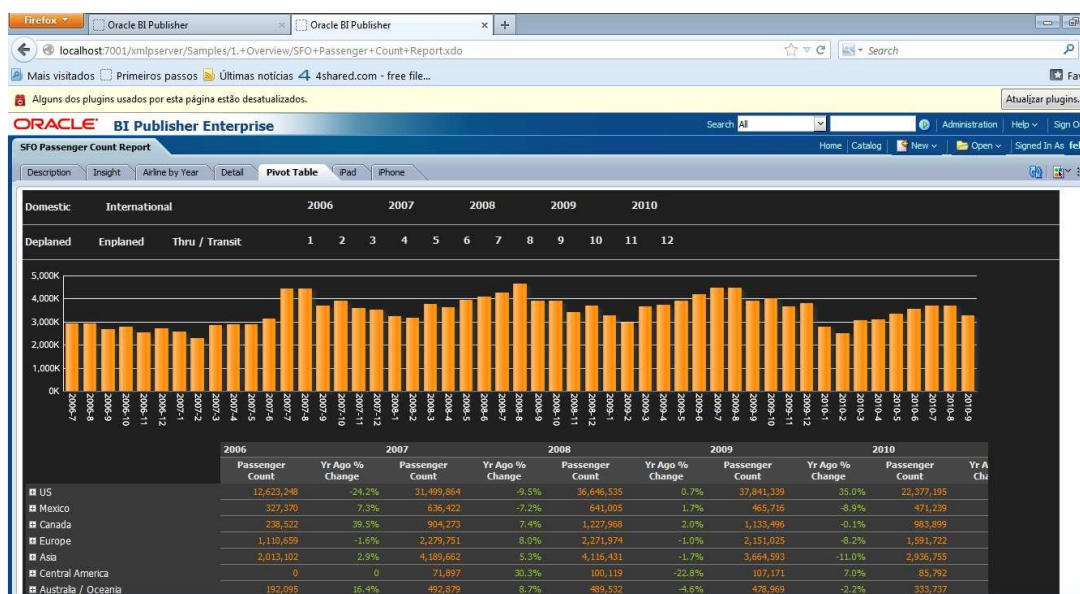 Firefox
Oracle BI Publisher
Oracle BI Publisher
localhost:7001/xmlpserver/Samples/1.+Overview/SFO+Passenger+Count+Report.xdo
Search
Mais visitados Primeiros passos Últimas notícias 4shared.com - free file...
Alguns dos plugins usados por esta página estão desatualizados. Atualizar plugins.
ORACLE BI Publisher Enterprise Search All Administration Help Sign
SFO Passenger Count Report Home Catalog New Open Signed In As
Description Insight Airline by Year Detail Pivot Table iPad iPhone
Domestic International 2006 2007 2008 2009 2010
Deplaned Enplaned Thru / Transit 1 2 3 4 5 6 7 8 9 10 11 12
5,000K
4,000K
3,000K
2,000K
1,000K
0K
2006-7 2006-8 2006-9 2006-10 2006-11 2006-12 2007-1 2007-2 2007-3 2007-4 2007-5 2007-6 2007-7 2007-8 2007-9 2007-10 2007-11 2007-12 2008-1 2008-2 2008-3 2008-4 2008-5 2008-6 2008-7 2008-8 2008-9 2008-10 2008-11 2008-12 2009-1 2009-2 2009-3 2009-4 2009-5 2009-6 2009-7 2009-8 2009-9 2009-10 2009-11 2009-12 2010-1 2010-2 2010-3 2010-4 2010-5 2010-6 2010-7 2010-8 2010-9
2006 2007 2008 2009 2010
Passenger Count Yr Ago % Change Passenger Count Yr Ago % Change Passenger Count Yr Ago % Change Passenger Count Yr Ago % Change Passenger Count Yr
US 12,623,248 -24.2% 31,499,864 -9.5% 36,646,535 0.7% 37,841,339 35.0% 22,377,195
Mexico 327,370 7.3% 636,422 -7.2% 641,005 1.7% 465,716 -8.9% 471,239
Canada 238,522 39.5% 904,273 7.4% 1,227,968 2.0% 1,133,496 -0.1% 983,899
Europe 1,110,659 -1.6% 2,279,751 8.0% 2,271,974 -1.0% 2,151,025 -8.2% 1,591,722
Asia 2,013,102 2.9% 4,189,662 5.3% 4,116,431 -1.7% 3,664,593 -11.0% 2,936,755
Central America 0 0 71,897 30.3% 100,119 -22.8% 107,171 7.0% 85,792
Australia / Oceania 192,095 16.4% 492,879 8.7% 489,532 -4.6% 478,969 -2.2% 333,737